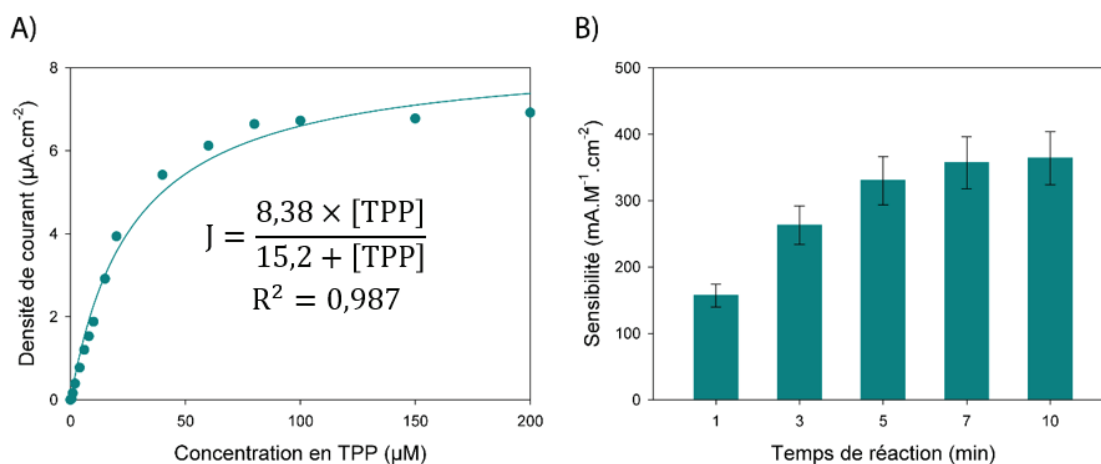 A)
B)
Densité de courant (µA.cm⁻²)
8
6
4
2
0
J = 8,38 × [TPP] / 15,2 + [TPP]
R² = 0,987
0
50
100
150
200
Concentration en TPP (µM)
Sensibilité (mA.M⁻¹.cm⁻²)
500
400
300
200
100
0
1
3
5
7
10
Temps de réaction (min)